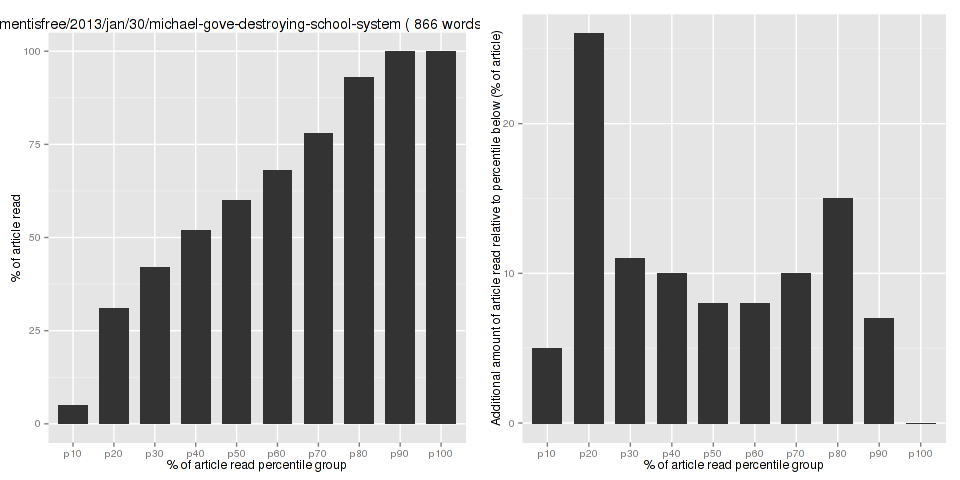 mentisfree/2013/jan/30/michael-gove-destroying-school-system ( 866 words
% of article read
100
75
50
25
0
p10 p20 p30 p40 p50 p60 p70 p80 p90 p100
% of article read percentile group
Additional amount of article read relative to percentile below (% of article)
20
10
0
p10 p20 p30 p40 p50 p60 p70 p80 p90 p100
% of article read percentile group